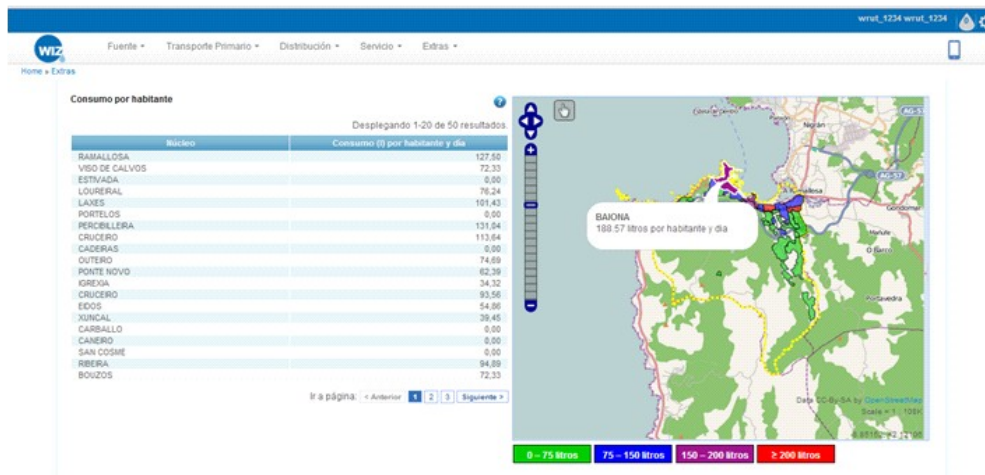 wrut_1234 wrut_1234
WIZ
Fuente Transporte Primario Distribución Servicio Extras
Home » Extras
Consumo por habitante
Desplegando 1-20 de 50 resultados.
Núcleo Consumo (l) por habitante y día
RAMALLOSA 127,50
VISO DE CALVOS 72,33
ESTIVADA 0,00
LOUREIRAL 76,24
LAXES 101,43
PORTELOS 0,00
PERCIBILLEIRA 131,04
CRUCEIRO 113,64
CADEIRAS 0,00
OUTEIRO 74,69
PONTE NOVO 62,39
IGREXIA 34,32
CRUCEIRO 93,56
EIDOS 54,86
XUNCAL 39,45
CARBALLO 0,00
CANEIRO 0,00
SAN COSME 0,00
RIBEIRA 94,89
BOUZOS 72,33
Ir a página: < Anterior 1 2 3 Siguiente >
Nigrán
AG-57
Gondomar
BAIONA
188.57 litros por habitante y dia
Mañufe
O Barco
Portavedra
Data CC-By-SA by OpenStreetMap
Scale = 1 : 108K
0 – 75 litros 75 – 150 litros 150 – 200 litros ≥ 200 litros